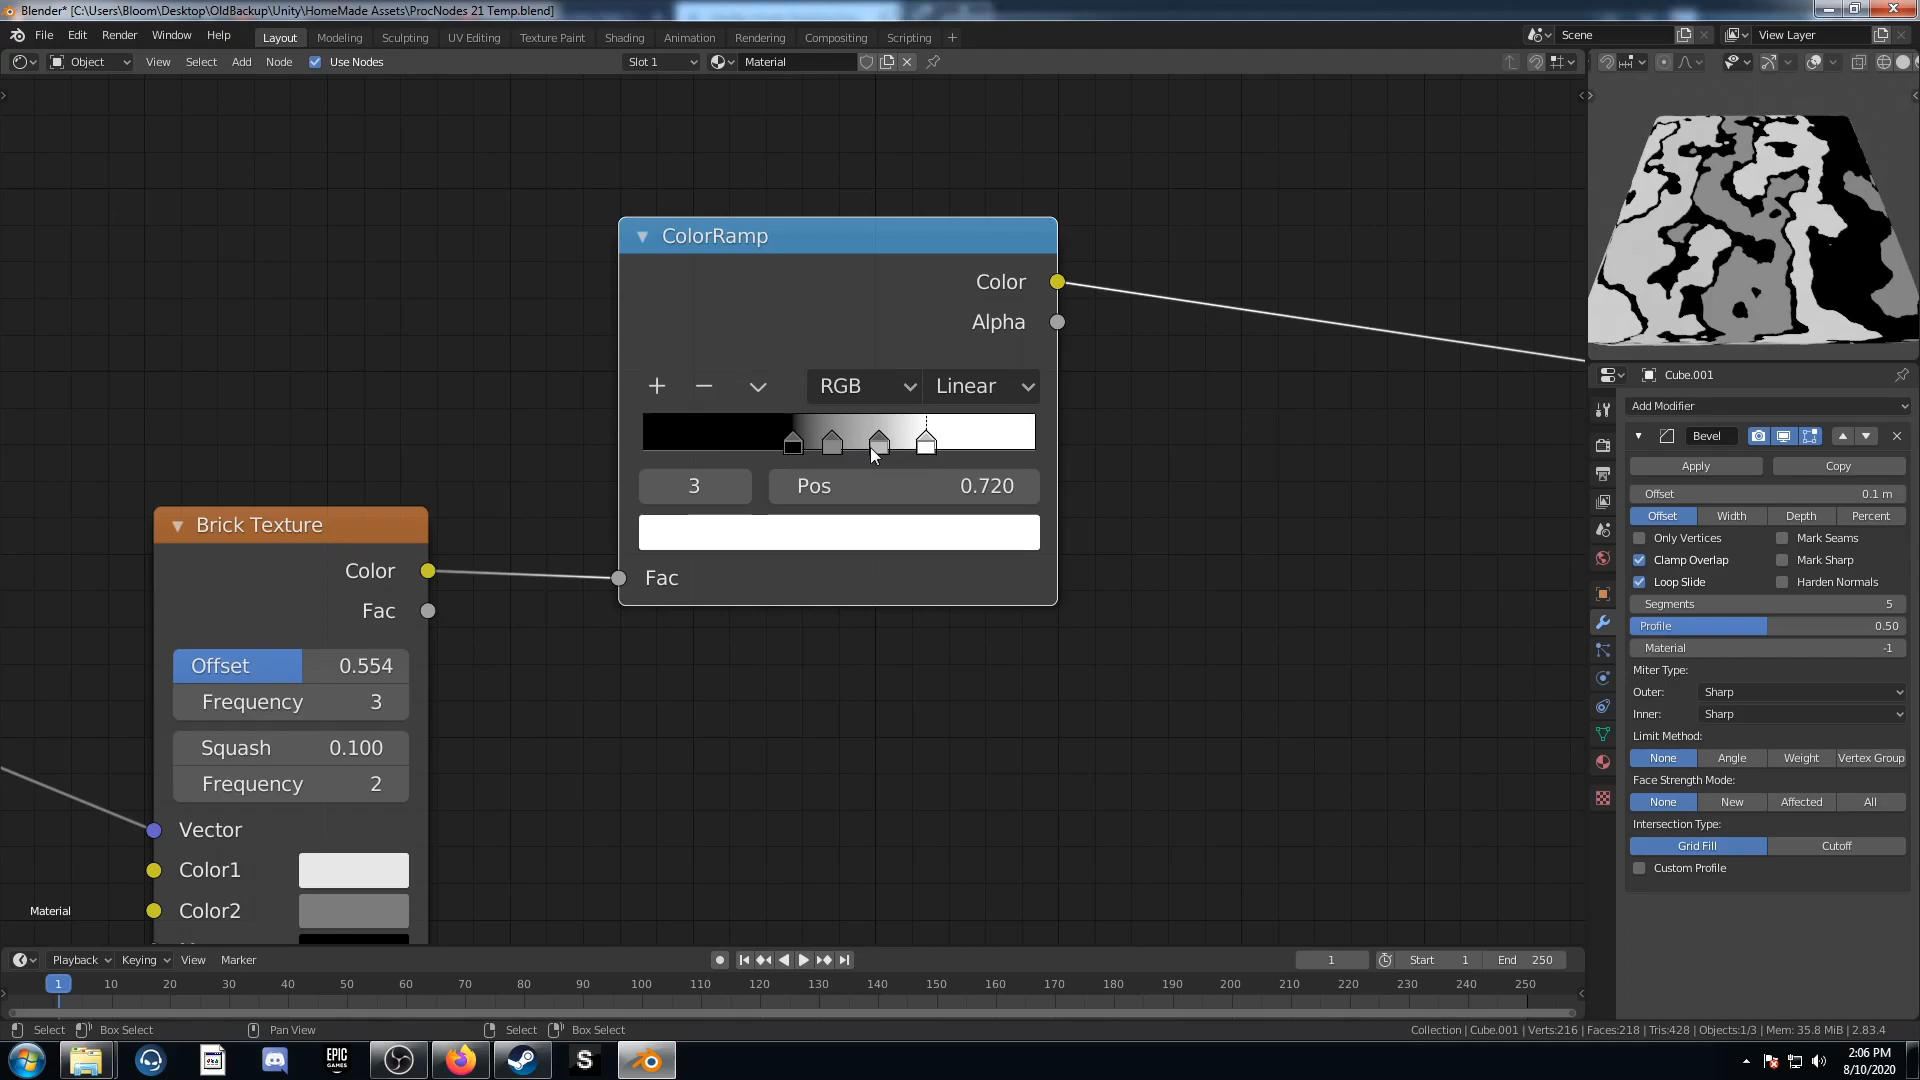 Blender* [C:\Users\Bloom\Desktop\OldBackup\Unity\HomeMade Assets\ProcNodes 21 Temp.blend]
File Edit Render Window Help Layout Modeling Sculpting UV Editing Texture Paint Shading Animation Rendering Compositing Scripting + Scene View Layer
Object View Select Add Node Use Nodes Slot 1 Material
ColorRamp
Color
Alpha
RGB Linear
3 Pos 0.720
Fac
Brick Texture
Color
Fac
Offset 0.554
Frequency 3
Squash 0.100
Frequency 2
Vector
Color1
Color2
Material
Cube.001
Add Modifier
Bevel
Apply Copy
Offset 0.1 m
Offset Width Depth Percent
Only Vertices Mark Seams
Clamp Overlap Mark Sharp
Loop Slide Harden Normals
Segments 5
Profile 0.50
Material -1
Miter Type:
Outer: Sharp
Inner: Sharp
Limit Method:
None Angle Weight Vertex Group
Face Strength Mode:
None New Affected All
Intersection Type:
Grid Fill Cutoff
Custom Profile
Playback Keying View Marker 1 Start 1 End 250
1 10 20 30 40 50 60 70 80 90 100 110 120 130 140 150 160 170 180 190 200 210 220 230 240 250
Select Box Select Pan View Select Box Select Collection | Cube.001 | Verts:216 | Faces:218 | Tris:428 | Objects:1/3 | Mem: 35.8 MiB | 2.83.4
EPIC GAMES S 2:06 PM
8/10/2020